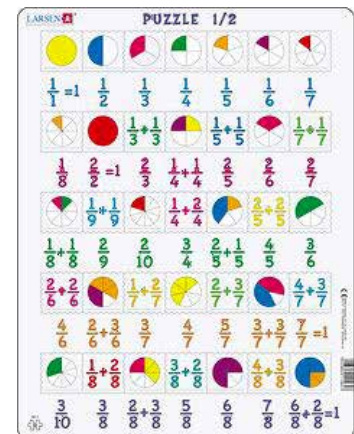 LARSEN A PUZZLE 1/2
1/1 =1 1/2 1/3 1/4 1/5 1/6 1/7
1/3+1/3 1/5+1/5 1/7+1/7
1/8 2/2 =1 2/3 1/4+1/4 2/5 2/6 2/7
1/9+1/9 1/4+2/4 2/5+2/5
1/8+1/8 2/9 2/10 3/4 2/5+1/5 4/5 3/6
2/6+2/6 1/7+2/7 2/7+3/7 4/7+3/7
4/6 2/6+3/6 3/7 4/7 5/7 3/7+3/7 7/7 =1
1/8+2/8 3/8+2/8 4/8+3/8
3/10 3/8 2/8+3/8 5/8 6/8 7/8 6/8+2/8=1